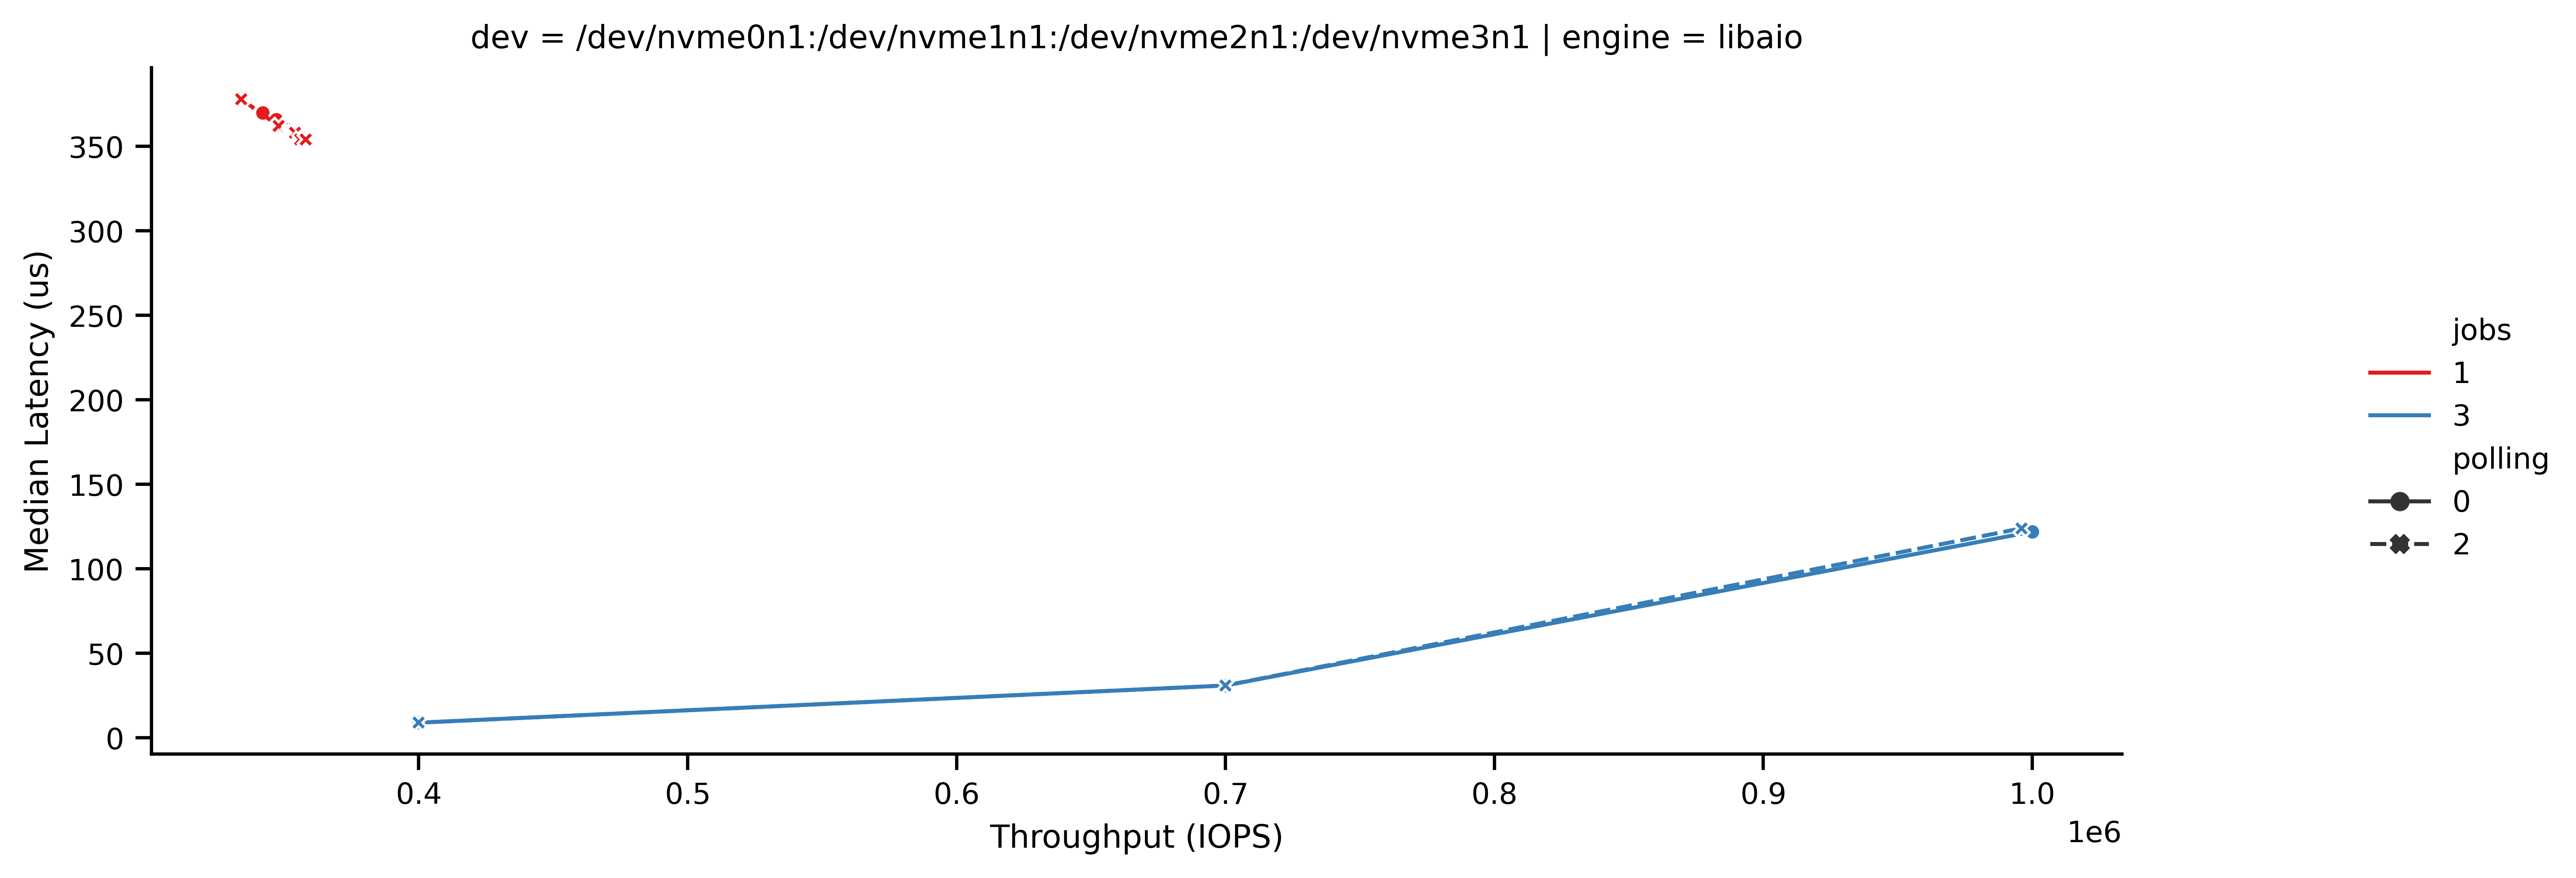 dev = /dev/nvme0n1:/dev/nvme1n1:/dev/nvme2n1:/dev/nvme3n1 | engine = libaio
Median Latency (us)
350
300
250
200
150
100
50
0
0.4 0.5 0.6 0.7 0.8 0.9 1.0
1e6
Throughput (IOPS)
jobs
1
3
polling
0
2